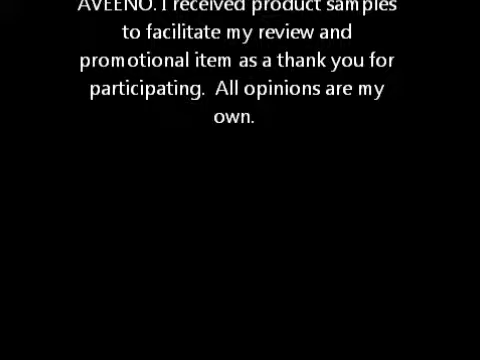 AVEENO. I received product samples
to facilitate my review and
promotional item as a thank you for
participating.  All opinions are my
own.